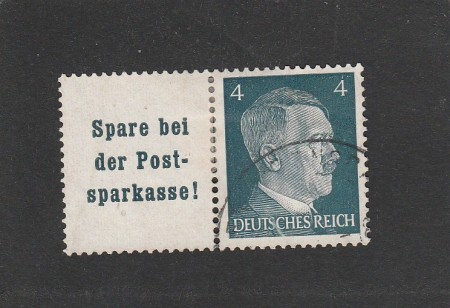 Spare bei
der Post-
sparkasse!
4 4
DEUTSCHES REICH